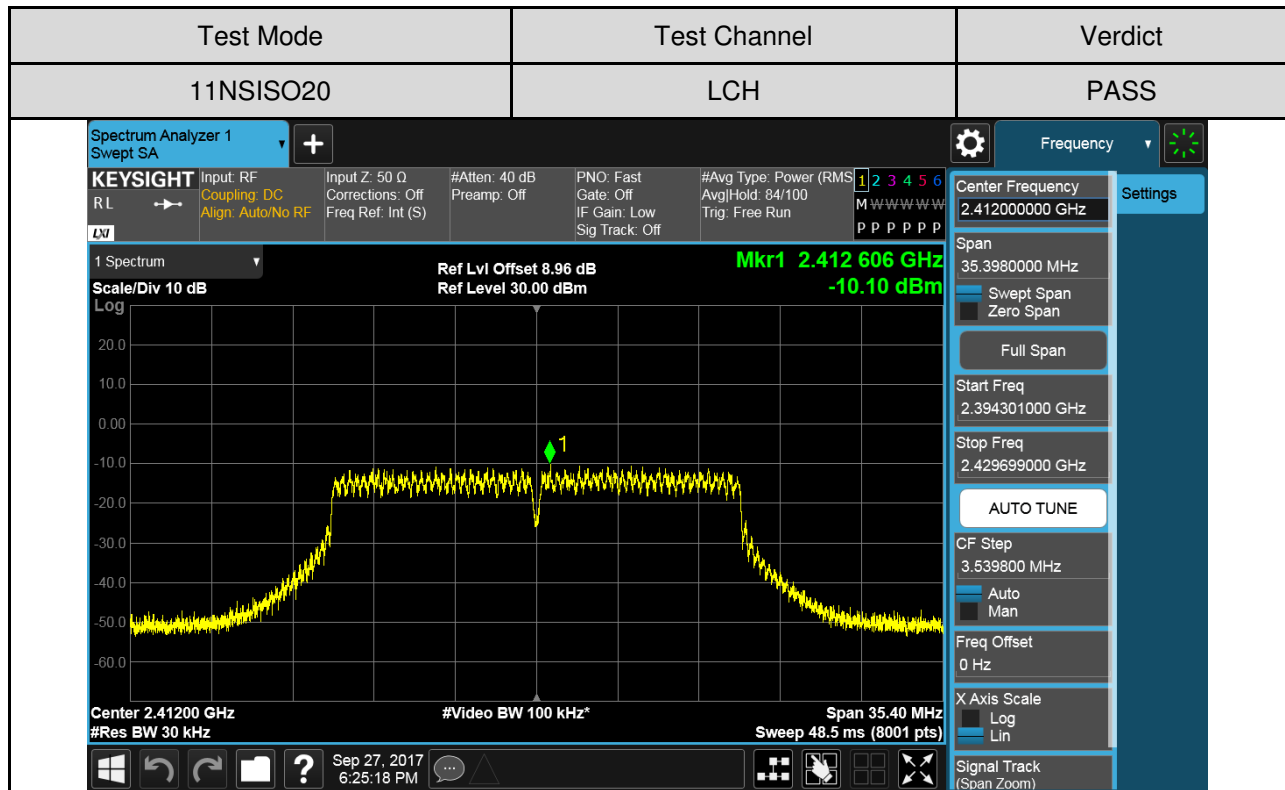 Test Mode Test Channel Verdict
11NSISO20 LCH PASS
Spectrum Analyzer 1
Swept SA
+
Frequency
KEYSIGHT
RL
LXI
Input: RF
Coupling: DC
Align: Auto/No RF
Input Z: 50 Ω
Corrections: Off
Freq Ref: Int (S)
#Atten: 40 dB
Preamp: Off
PNO: Fast
Gate: Off
IF Gain: Low
Sig Track: Off
#Avg Type: Power (RMS
Avg|Hold: 84/100
Trig: Free Run
1 2 3 4 5 6
M W W W W W
P P P P P P
1 Spectrum
Scale/Div 10 dB
Log
Ref Lvl Offset 8.96 dB
Ref Level 30.00 dBm
Mkr1 2.412 606 GHz
-10.10 dBm
20.0
10.0
0.00
-10.0
-20.0
-30.0
-40.0
-50.0
-60.0
1
Center 2.41200 GHz
#Res BW 30 kHz
#Video BW 100 kHz*
Span 35.40 MHz
Sweep 48.5 ms (8001 pts)
Center Frequency
2.412000000 GHz
Settings
Span
35.3980000 MHz
Swept Span
Zero Span
Full Span
Start Freq
2.394301000 GHz
Stop Freq
2.429699000 GHz
AUTO TUNE
CF Step
3.539800 MHz
Auto
Man
Freq Offset
0 Hz
X Axis Scale
Log
Lin
Signal Track
(Span Zoom)
?
Sep 27, 2017
6:25:18 PM